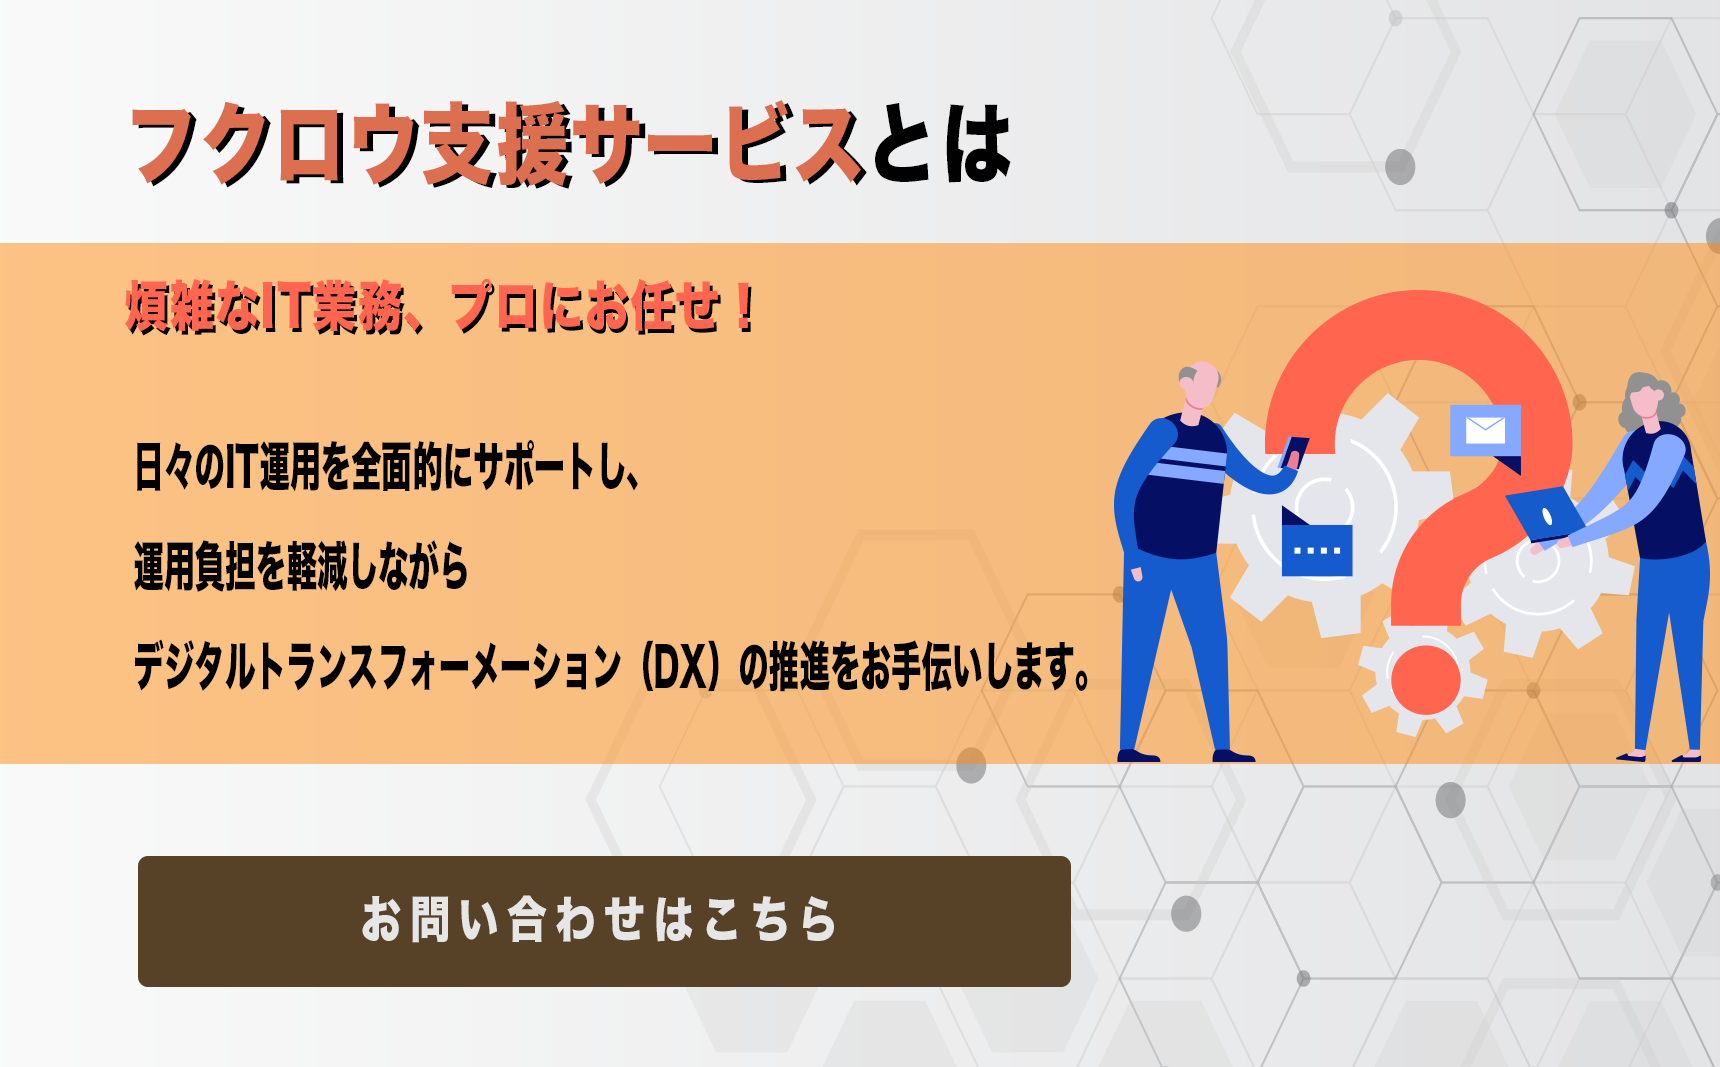 フクロウ支援サービスとは
煩雑なIT業務、プロにお任せ！
日々のIT運用を全面的にサポートし、
運用負担を軽減しながら
デジタルトランスフォーメーション（DX）の推進をお手伝いします。
お問い合わせはこちら